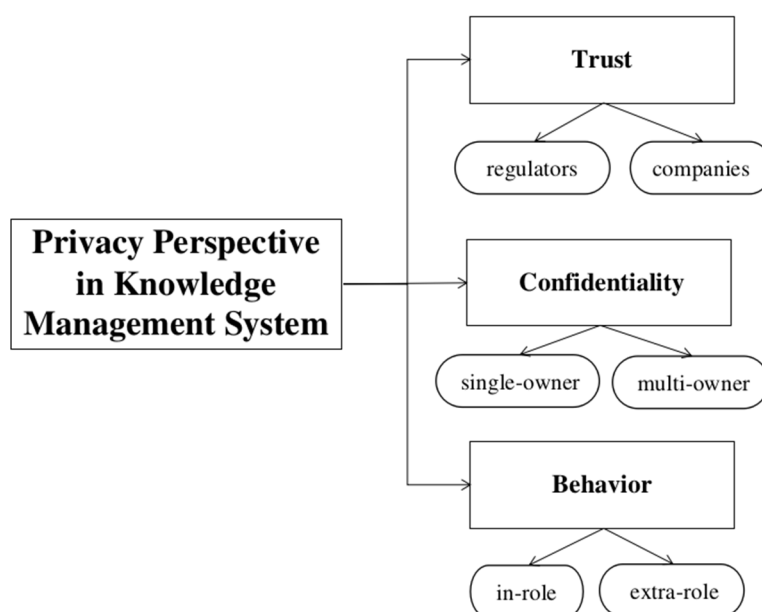 Trust
regulators
companies
Privacy Perspective
in Knowledge
Management System
Confidentiality
single-owner
multi-owner
Behavior
in-role
extra-role